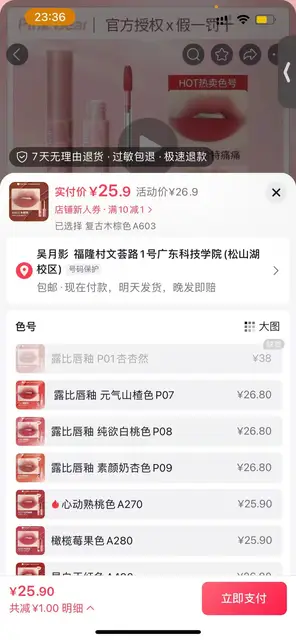 23:36
Pink Bear
官方授权 x 假一罚十
HOT热卖色号
7天无理由退货 · 过敏包退 · 极速退款
实付价 ¥25.9 活动价 ¥26.9
店铺新人券 · 满10减1 >
已选择 复古木棕色 A603
吴月影 福隆村文荟路1号广东科技学院(松山湖
校区) 号码保护
包邮 · 现在付款，明天发货，晚发即赔
色号
大图
露比唇釉 P01杏杏然
¥38
露比唇釉 元气山楂色 P07
¥26.80
露比唇釉 纯欲白桃色 P08
¥26.80
露比唇釉 素颜奶杏色 P09
¥26.80
心动熟桃色 A270
¥25.90
橄榄莓果色 A280
¥25.90
¥25.90
共减 ¥1.00 明细
立即支付